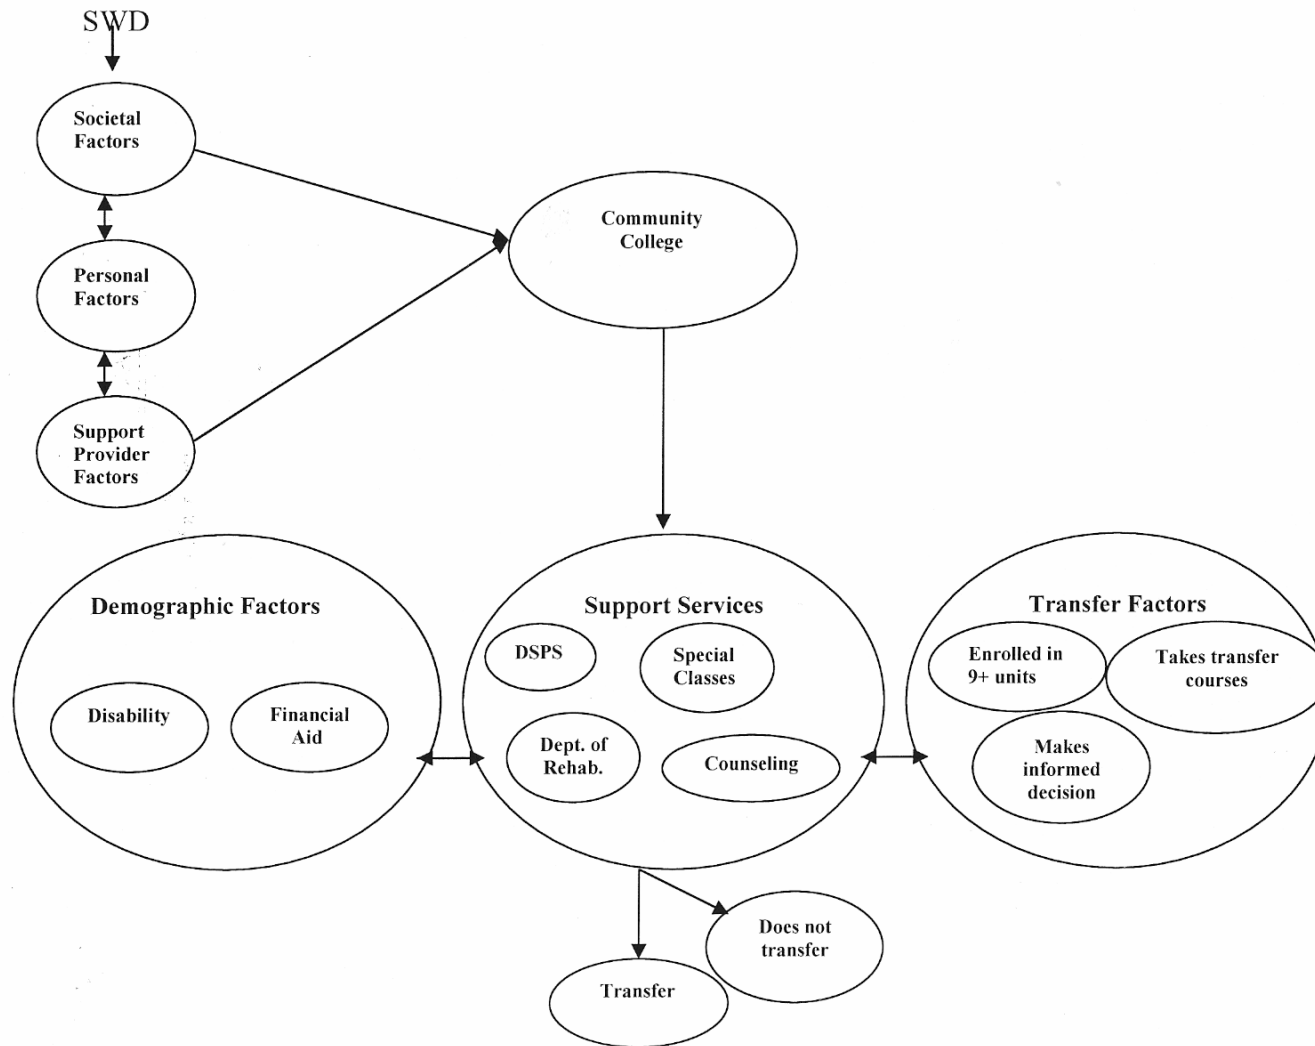 SWD
Societal
Factors
Personal
Factors
Support
Provider
Factors
Community
College
Demographic Factors
Disability
Financial
Aid
Support Services
DSPS
Special
Classes
Dept. of
Rehab.
Counseling
Transfer Factors
Enrolled in
9+ units
Takes transfer
courses
Makes
informed
decision
Does not
transfer
Transfer